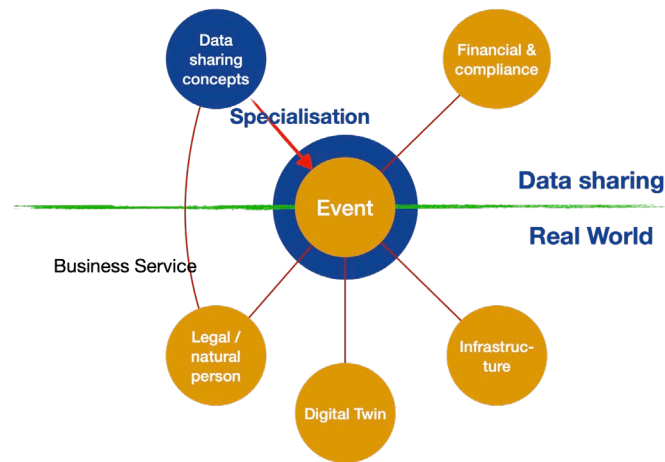 Data
sharing
concepts
Financial &
compliance
Specialisation
Event
Data sharing
Real World
Business Service
Legal /
natural
person
Infrastruc-
ture
Digital Twin